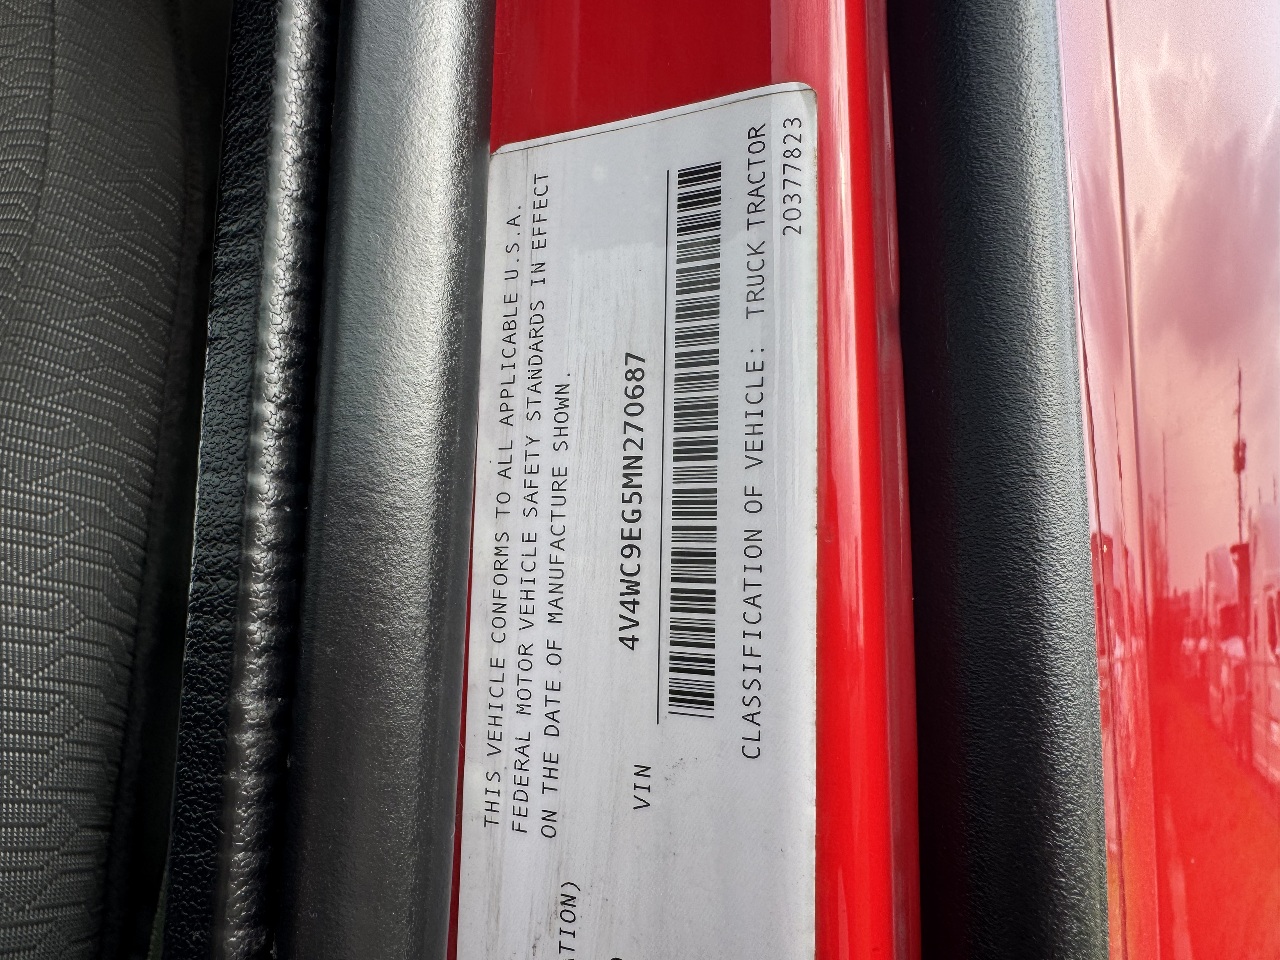 THIS VEHICLE CONFORMS TO ALL APPLICABLE U.S.A.
FEDERAL MOTOR VEHICLE SAFETY STANDARDS IN EFFECT
ON THE DATE OF MANUFACTURE SHOWN.
ATION)
VIN 4V4WC9EG5MN270687
CLASSIFICATION OF VEHICLE: TRUCK TRACTOR
20377823